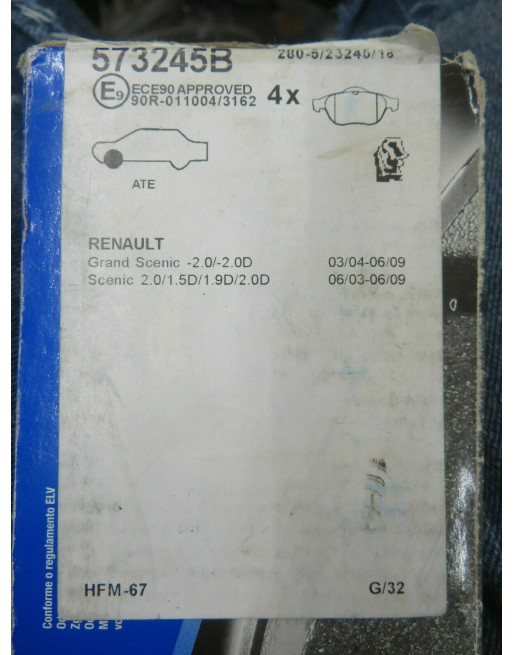 573245B
280-5/23245/18
E9
ECE90 APPROVED
90R-011004/3162
4x
ATE
RENAULT
Grand Scenic -2.0/-2.0D 03/04-06/09
Scenic 2.0/1.5D/1.9D/2.0D 06/03-06/09
HFM-67 G/32
Conforme o regulamento ELV